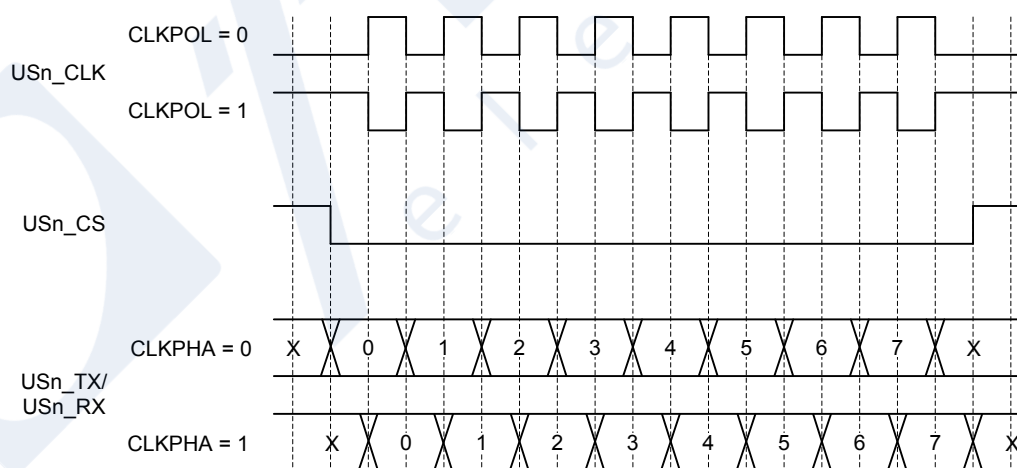 CLKPOL = 0
USn_CLK
CLKPOL = 1
USn_CS
CLKPHA = 0 X 0 1 2 3 4 5 6 7 X
USn_TX/
USn_RX
CLKPHA = 1 X 0 1 2 3 4 5 6 7 X